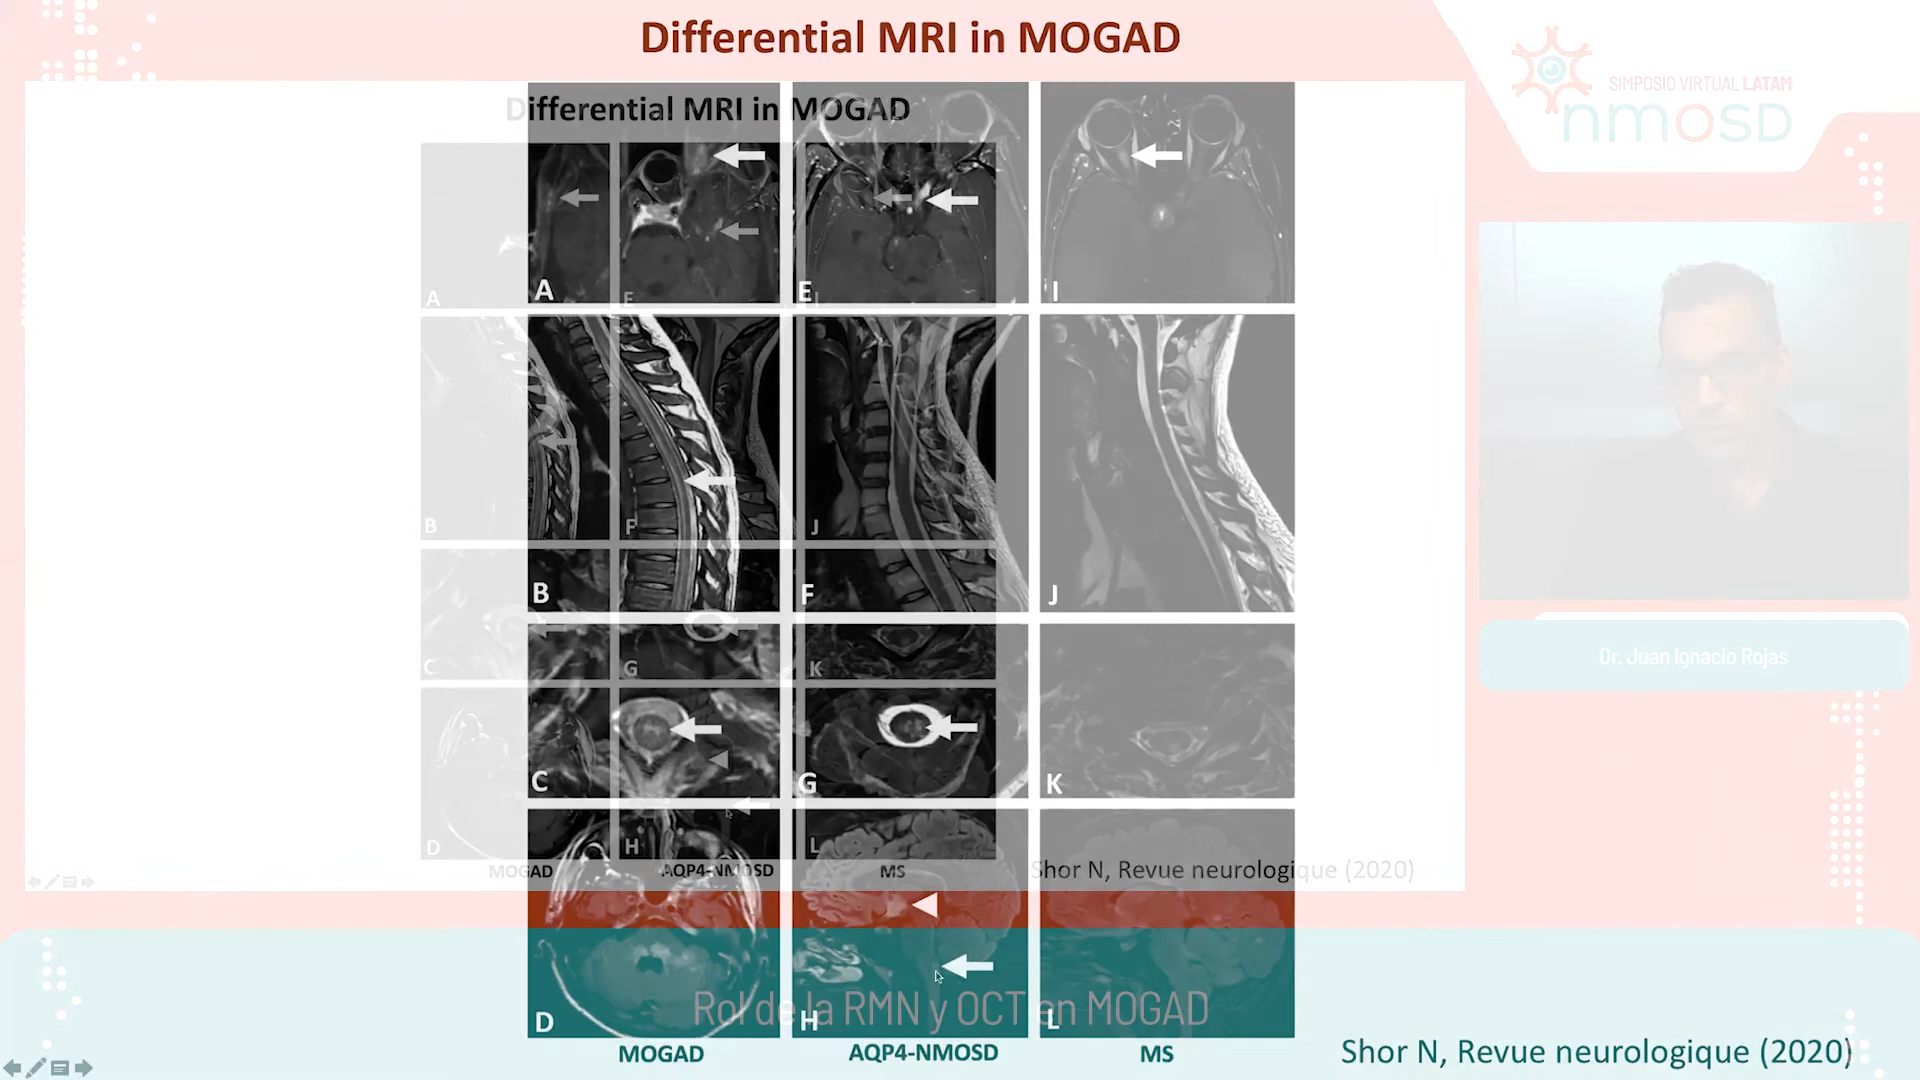 Differential MRI in MOGAD
SIMPOSIO VIRTUAL LATAM
nmosd
Differential MRI in MOGAD
A
A
E
E
I
I
B
F
J
B
F
J
C
G
K
C
G
K
D
H
L
MOGAD
AQP4-NMOSD
MS
Shor N, Revue neurologique (2020)
Dr. Juan Ignacio Rojas
Rol de la RMN y OCT en MOGAD
D
H
L
MOGAD
AQP4-NMOSD
MS
Shor N, Revue neurologique (2020)